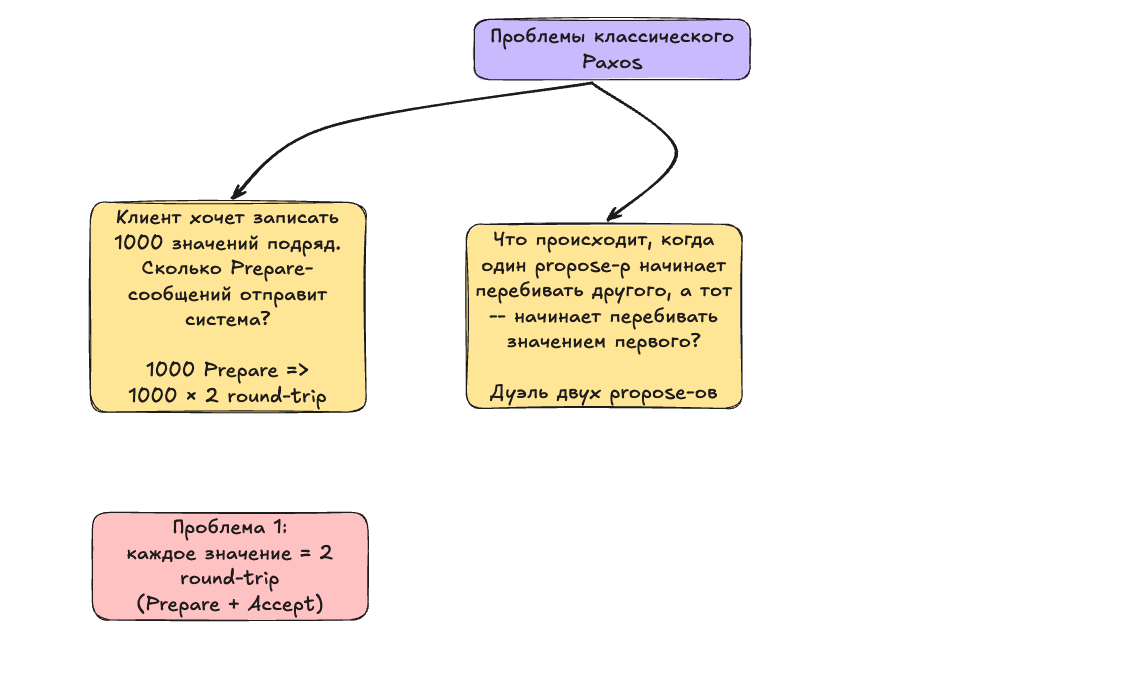 Проблемы классического
Paxos
Клиент хочет записать
1000 значений подряд.
Сколько Prepare-
сообщений отправит
система?
1000 Prepare =>
1000 × 2 round-trip
Что происходит, когда
один propose-р начинает
перебивать другого, а тот
-- начинает перебивать
значением первого?
Дуэль двух propose-ов
Проблема 1:
каждое значение = 2
round-trip
(Prepare + Accept)